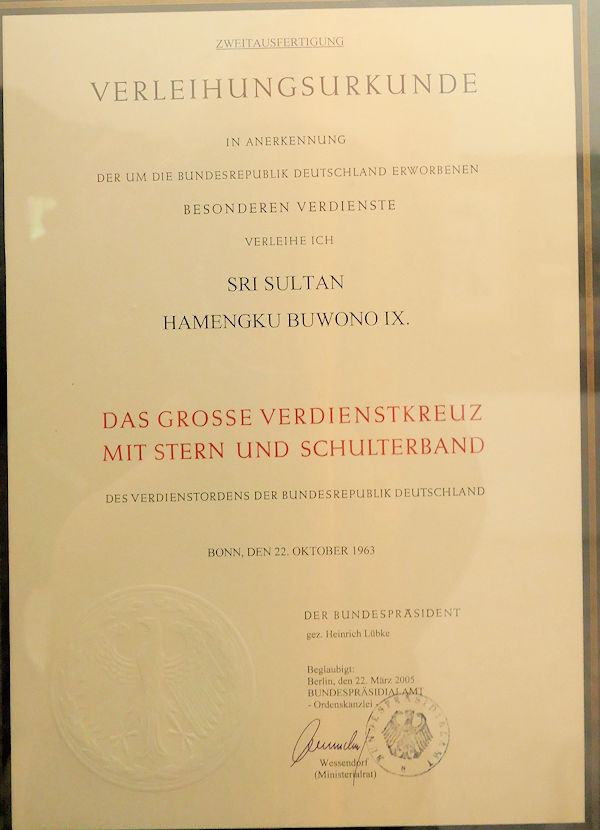 ZWEITAUSFERTIGUNG
VERLEIHUNGSURKUNDE
IN ANERKENNUNG
DER UM DIE BUNDESREPUBLIK DEUTSCHLAND ERWORBENEN
BESONDEREN VERDIENSTE
VERLEIHE ICH
SRI SULTAN
HAMENGKU BUWONO IX.
DAS GROSSE VERDIENSTKREUZ
MIT STERN UND SCHULTERBAND
DES VERDIENSTORDENS DER BUNDESREPUBLIK DEUTSCHLAND
BONN, DEN 22. OKTOBER 1963
DER BUNDESPRÄSIDENT
gez. Heinrich Lübke
Beglaubigt:
Berlin, den 22. März 2005
BUNDESPRÄSIDIALAMT
- Ordenskanzlei -
BUNDESPRÄSIDIALAMT
Wessendorf
(Ministerialrat)